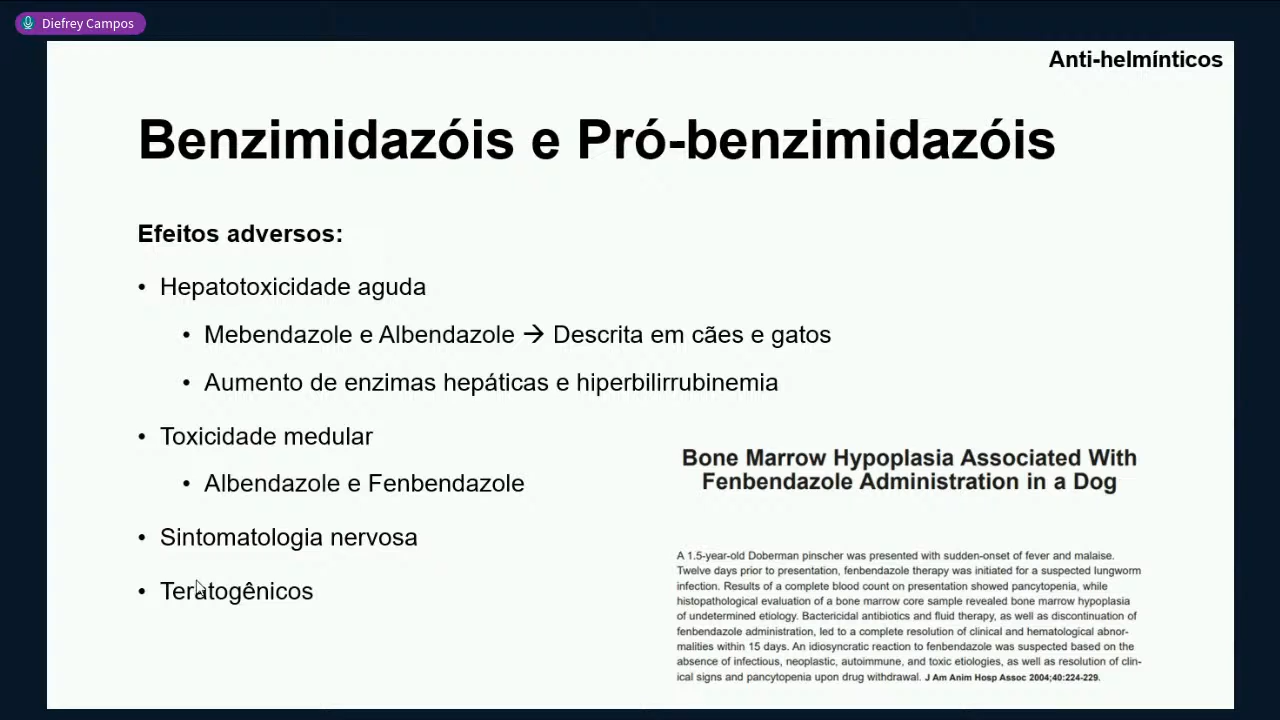 Diefrey Campos
Anti-helmínticos
Benzimidazóis e Pró-benzimidazóis
Efeitos adversos:
• Hepatotoxicidade aguda
• Mebendazole e Albendazole → Descrita em cães e gatos
• Aumento de enzimas hepáticas e hiperbilirrubinemia
• Toxicidade medular
• Albendazole e Fenbendazole
• Sintomatologia nervosa
• Teratogênicos
Bone Marrow Hypoplasia Associated With
Fenbendazole Administration in a Dog
A 1.5-year-old Doberman pinscher was presented with sudden-onset of fever and malaise.
Twelve days prior to presentation, fenbendazole therapy was initiated for a suspected lungworm
infection. Results of a complete blood count on presentation showed pancytopenia, while
histopathological evaluation of a bone marrow core sample revealed bone marrow hypoplasia
of undetermined etiology. Bactericidal antibiotics and fluid therapy, as well as discontinuation of
fenbendazole administration, led to a complete resolution of clinical and hematological abnor-
malities within 15 days. An idiosyncratic reaction to fenbendazole was suspected based on the
absence of infectious, neoplastic, autoimmune, and toxic etiologies, as well as resolution of clin-
ical signs and pancytopenia upon drug withdrawal. J Am Anim Hosp Assoc 2004;40:224-229.